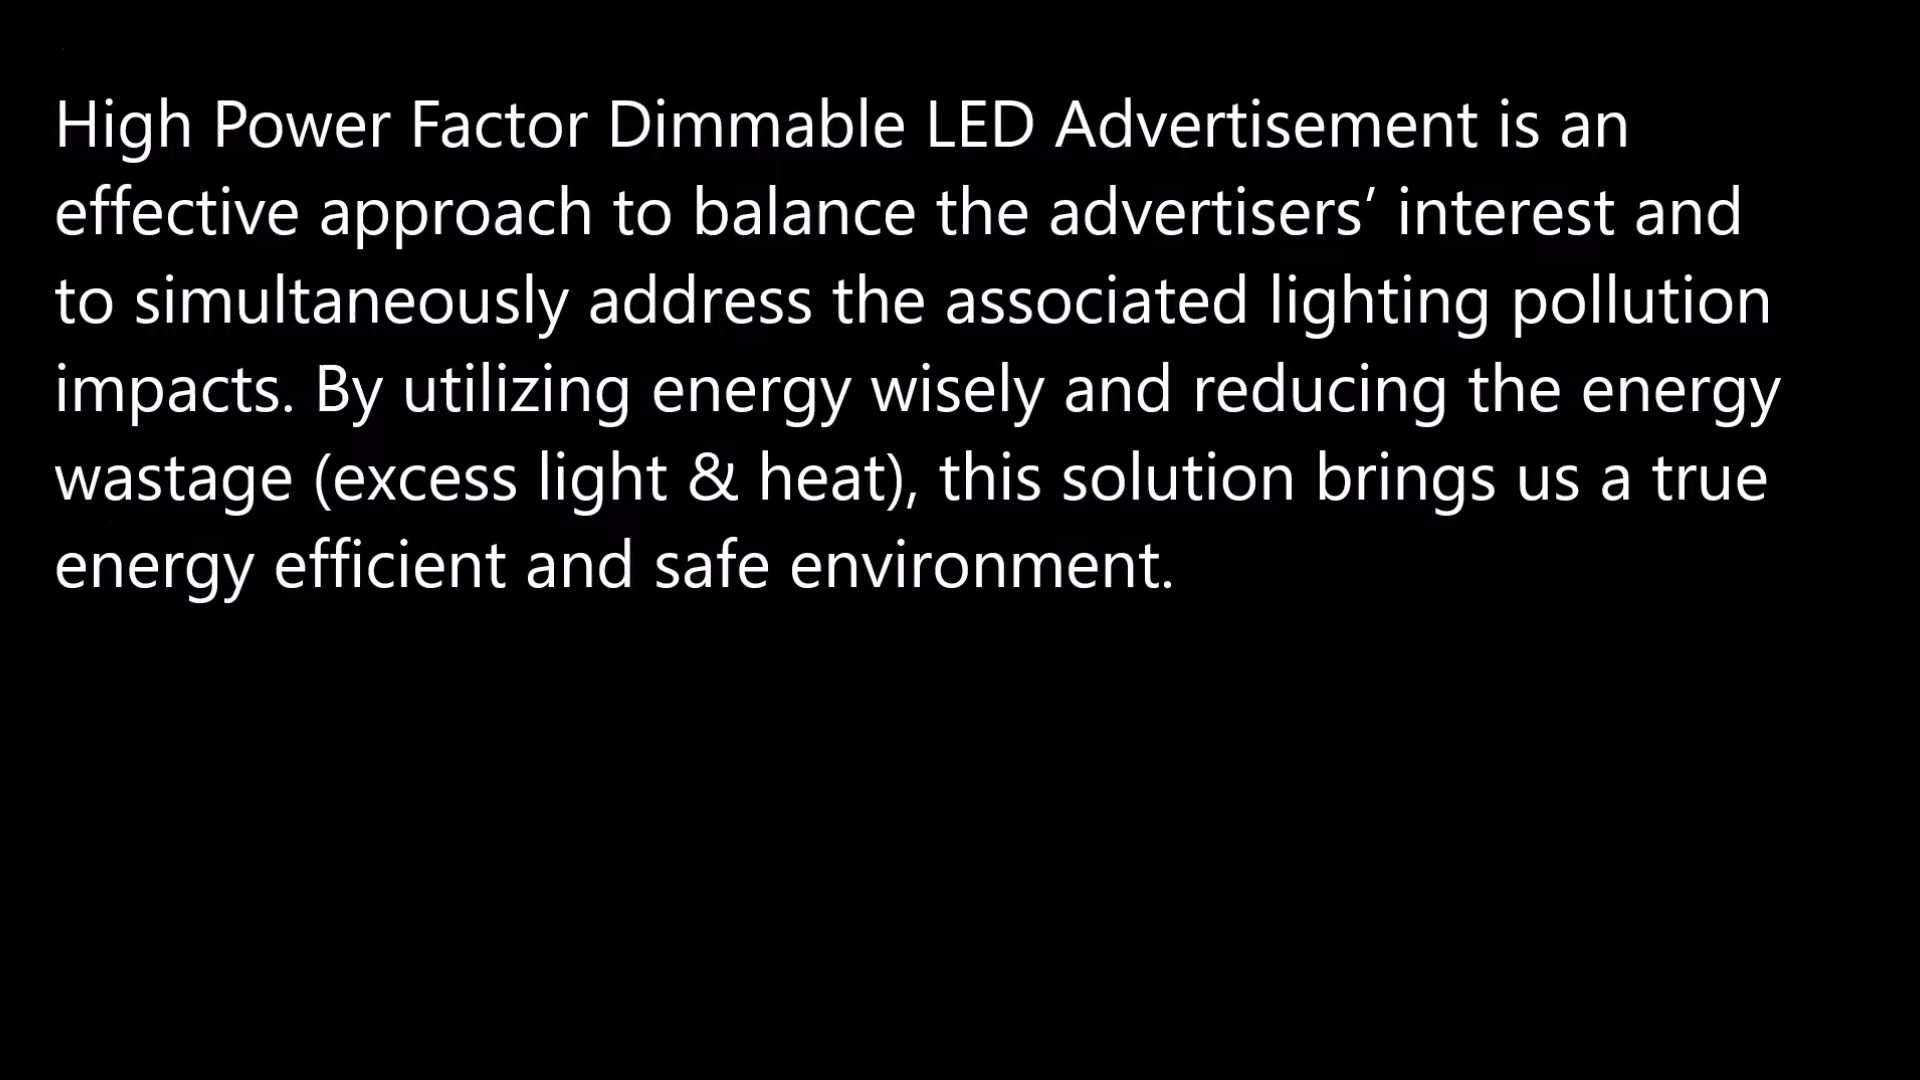 High Power Factor Dimmable LED Advertisement is an
effective approach to balance the advertisers’ interest and
to simultaneously address the associated lighting pollution
impacts. By utilizing energy wisely and reducing the energy
wastage (excess light & heat), this solution brings us a true
energy efficient and safe environment.